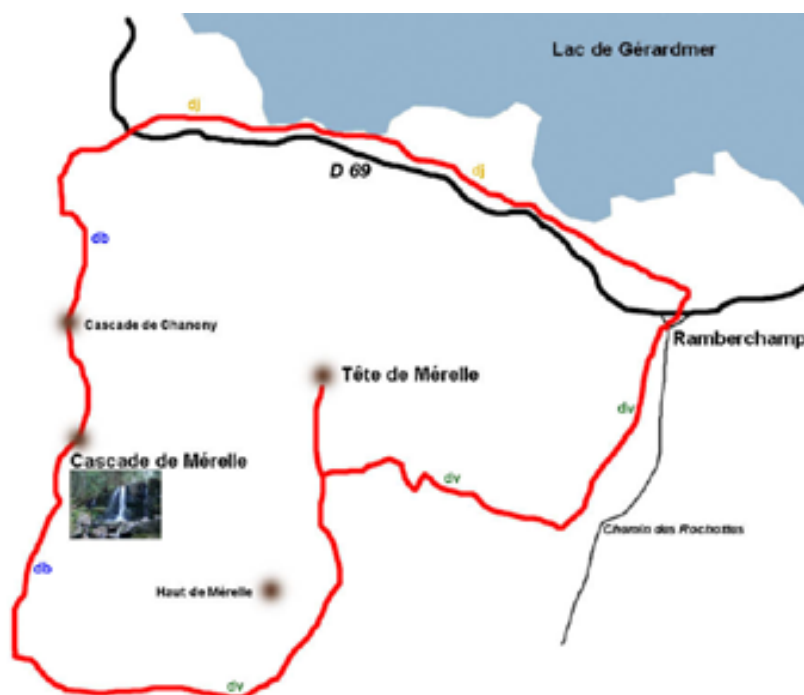 Lac de Gérardmer
dj
D 69
dj
db
Cascade de Chanony
Ramberchamp
Tête de Mérelle
dv
Cascade de Mérelle
dv
Chemin des Rochottes
db
Haut de Mérelle
dv